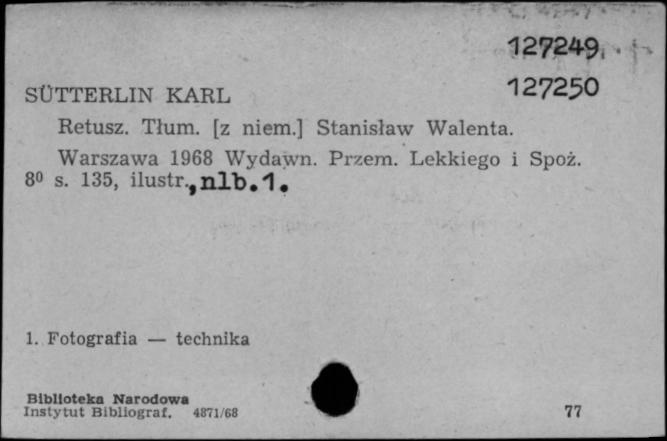 127249.
127250
SÜTTERLIN KARL
Retusz. Tłum. [z niem.] Stanisław Walenta.
Warszawa 1968 Wydawn. Przem. Lekkiego i Spoż.
8⁰ s. 135, ilustr., nlb.1.
1. Fotografia — technika
Biblioteka Narodowa
Instytut Bibliograf. 4871/68
77